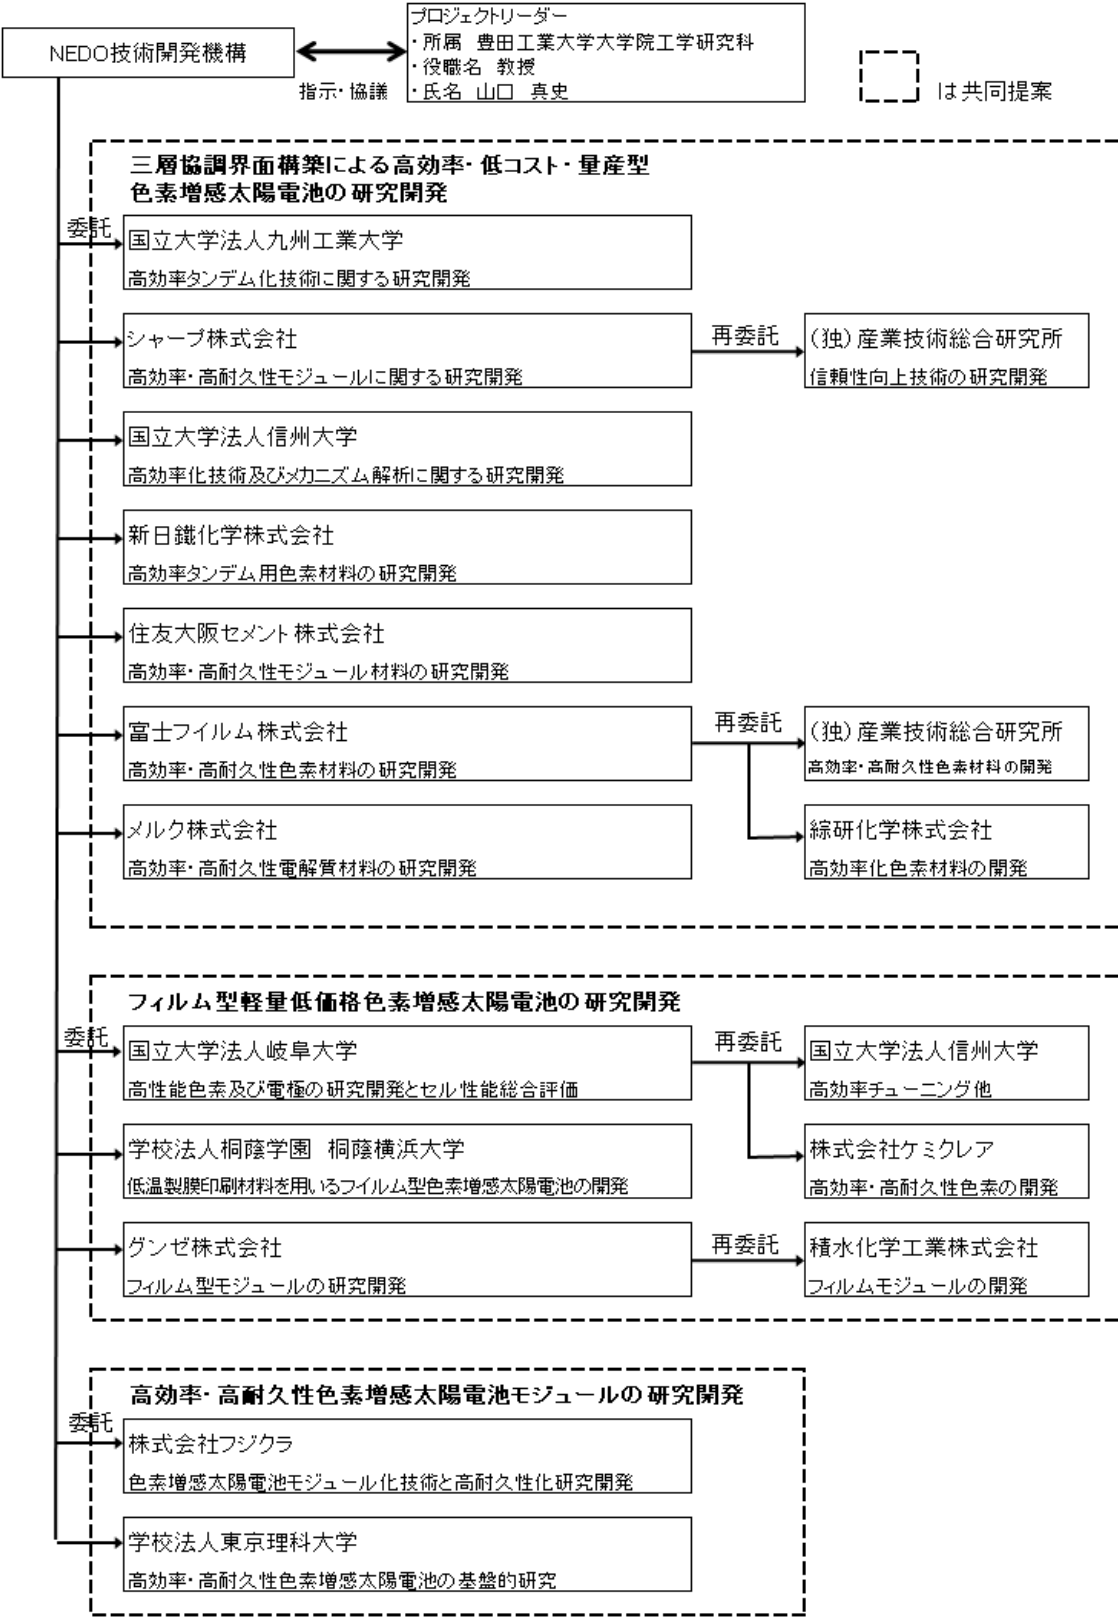 NEDO技術開発機構
指示・協議
プロジェクトリーダー
・所属　豊田工業大学大学院工学研究科
・役職名　教授
・氏名　山口　真史
は共同提案
三層協調界面構築による高効率・低コスト・量産型
色素増感太陽電池の研究開発
委託
国立大学法人九州工業大学
高効率タンデム化技術に関する研究開発
シャープ株式会社
高効率・高耐久性モジュールに関する研究開発
再委託
（独）産業技術総合研究所
信頼性向上技術の研究開発
国立大学法人信州大学
高効率化技術及びメカニズム解析に関する研究開発
新日鐵化学株式会社
高効率タンデム用色素材料の研究開発
住友大阪セメント株式会社
高効率・高耐久性モジュール材料の研究開発
富士フイルム株式会社
高効率・高耐久性色素材料の研究開発
再委託
（独）産業技術総合研究所
高効率・高耐久性色素材料の開発
メルク株式会社
高効率・高耐久性電解質材料の研究開発
綜研化学株式会社
高効率化色素材料の開発
フィルム型軽量低価格色素増感太陽電池の研究開発
委託
国立大学法人岐阜大学
高性能色素及び電極の研究開発とセル性能総合評価
再委託
国立大学法人信州大学
高効率チューニング他
学校法人桐蔭学園　桐蔭横浜大学
低温製膜印刷材料を用いるフイルム型色素増感太陽電池の開発
株式会社ケミクレア
高効率・高耐久性色素の開発
グンゼ株式会社
フィルム型モジュールの研究開発
再委託
積水化学工業株式会社
フィルムモジュールの開発
高効率・高耐久性色素増感太陽電池モジュールの研究開発
委託
株式会社フジクラ
色素増感太陽電池モジュール化技術と高耐久性化研究開発
学校法人東京理科大学
高効率・高耐久性色素増感太陽電池の基盤的研究